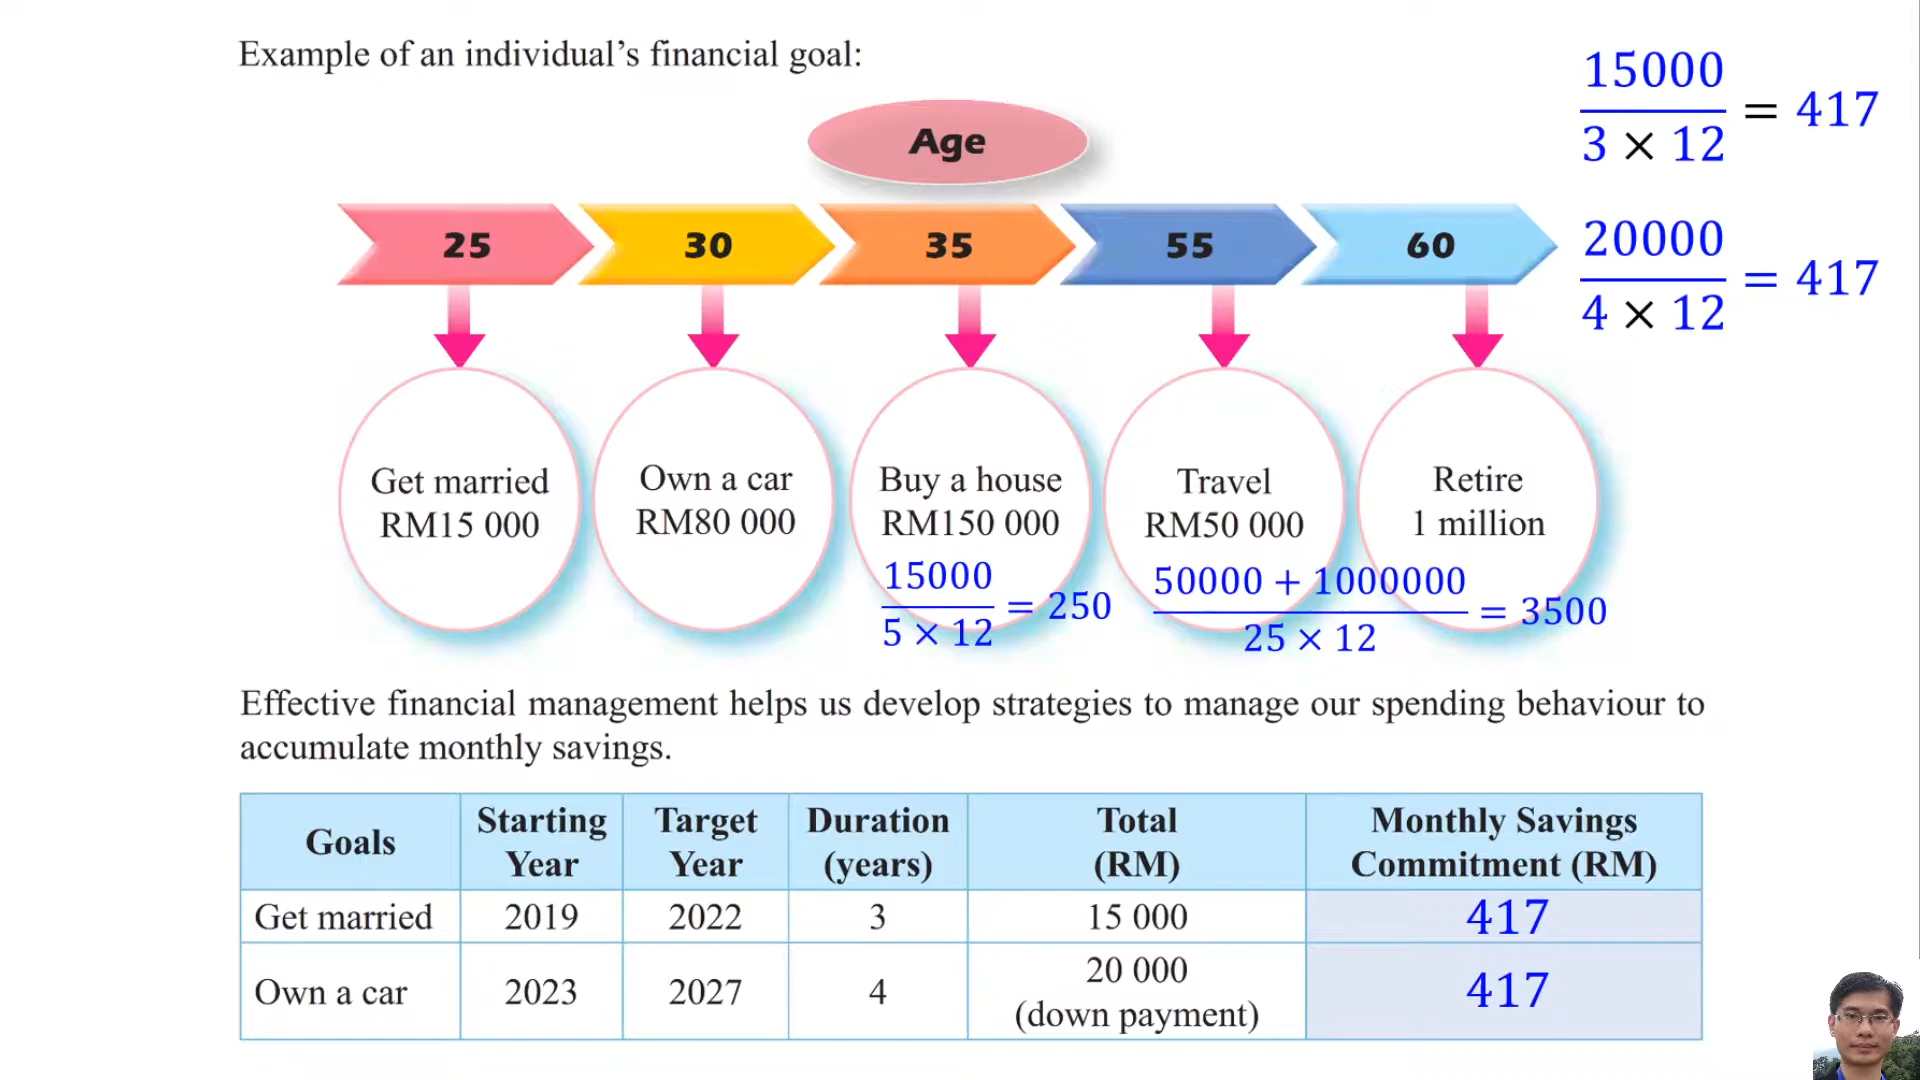 Example of an individual’s financial goal:
Age
25 30 35 55 60
15000
3 × 12
= 417
20000
4 × 12
= 417
Get married
RM15 000
Own a car
RM80 000
Buy a house
RM150 000
15000
5 × 12
= 250
Travel
RM50 000
Retire
1 million
50000 + 1000000
25 × 12
= 3500
Effective financial management helps us develop strategies to manage our spending behaviour to
accumulate monthly savings.
Goals
Starting
Year
Target
Year
Duration
(years)
Total
(RM)
Monthly Savings
Commitment (RM)
Get married 2019 2022 3 15 000 417
Own a car 2023 2027 4 20 000
(down payment)
417